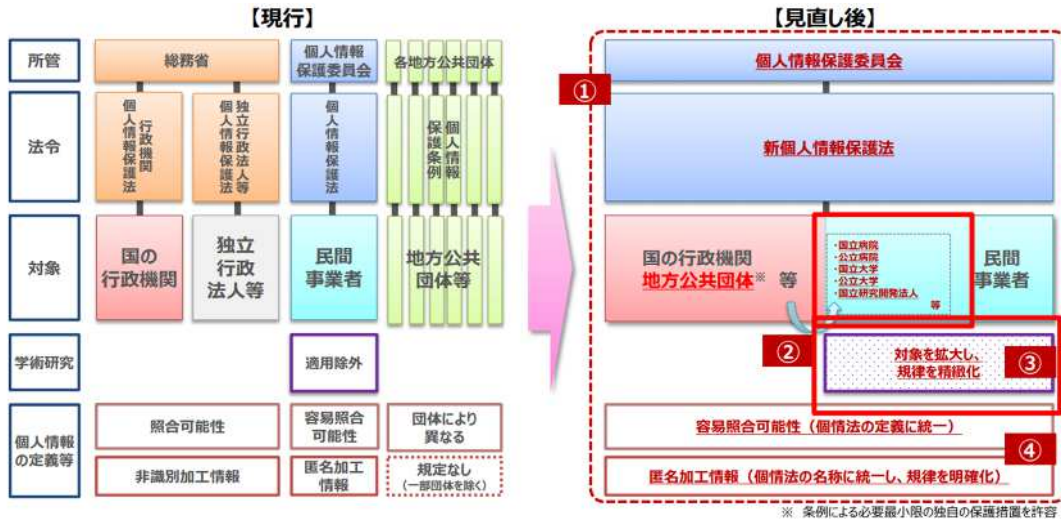 【現行】
【見直し後】
所管
総務省
個人情報
保護委員会
各地方公共団体
①
個人情報保護委員会
法令
行政機関
個人情報保護法
独立行政法人等
個人情報保護法
個人情報保護法
個人情報
保護条例
新個人情報保護法
対象
国の
行政機関
独立
行政
法人等
民間
事業者
地方公共
団体等
国の行政機関
地方公共団体※ 等
・国立病院
・公立病院
・国立大学
・公立大学
・国立研究開発法人
等
民間
事業者
学術研究
適用除外
②
対象を拡大し、
規律を精緻化
③
個人情報
の定義等
照合可能性
容易照合
可能性
団体により
異なる
容易照合可能性（個情法の定義に統一）
④
非識別加工情報
匿名加工
情報
規定なし
（一部団体を除く）
匿名加工情報（個情法の名称に統一し、規律を明確化）
※ 条例による必要最小限の独自の保護措置を許容